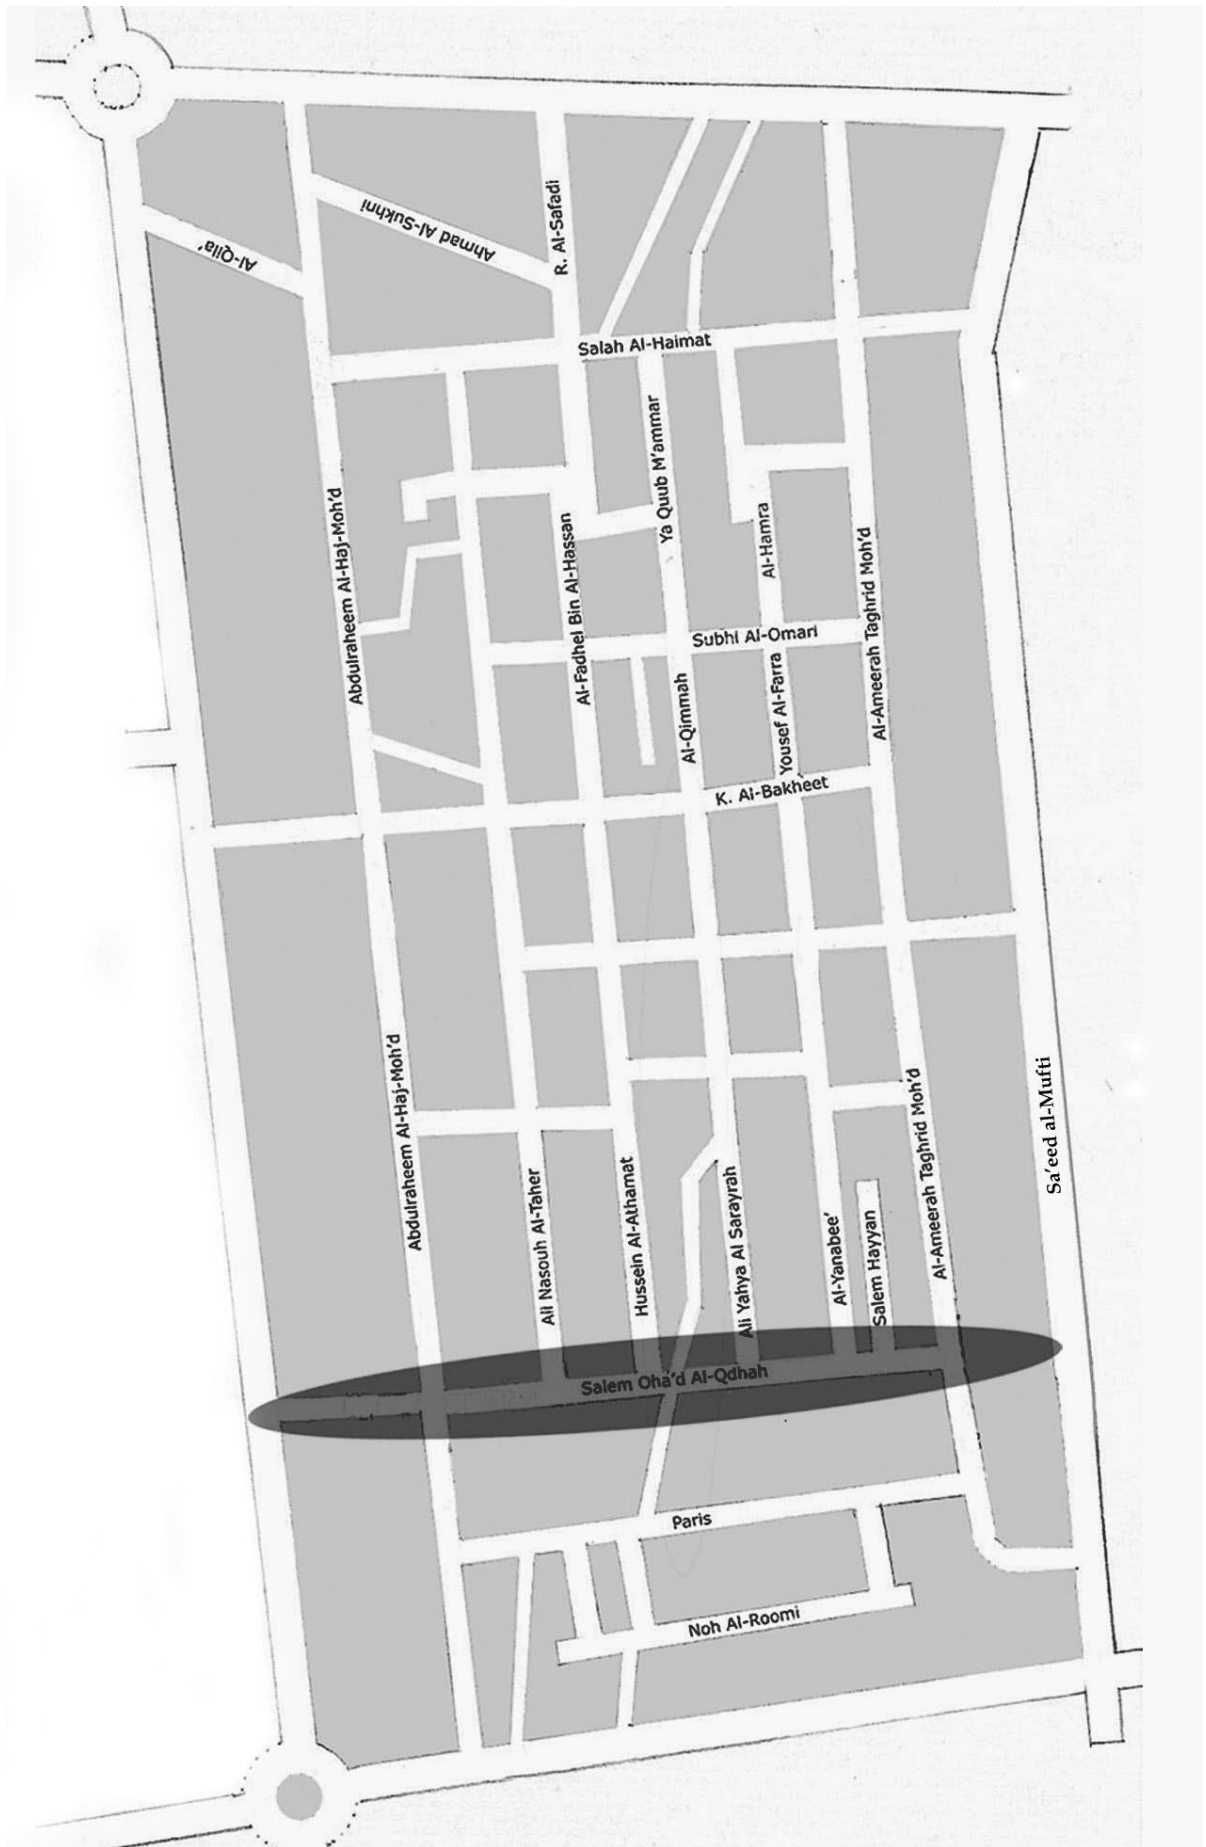 Al-Qila'
Ahmad Al-Sukhni
R. Al-Safadi
Salah Al-Haimat
Abdulraheem Al-Haj-Moh'd
Al-Fadhel Bin Al-Hassan
Ya Quub M'ammar
Al-Hamra
Al-Ameerah Taghrid Moh'd
Subhi Al-Omari
Al-Qimmah
Yousef Al-Farra
K. Al-Bakheet
Abdulraheem Al-Haj-Moh'd
Ali Nasouh Al-Taher
Hussein Al-Athamat
Ali Yahya Al Sarayrah
Al-Yanabee'
Salem Hayyan
Al-Ameerah Taghrid Moh'd
Sa'eed al-Mufti
Salem Oha'd Al-Qdhah
Paris
Noh Al-Roomi